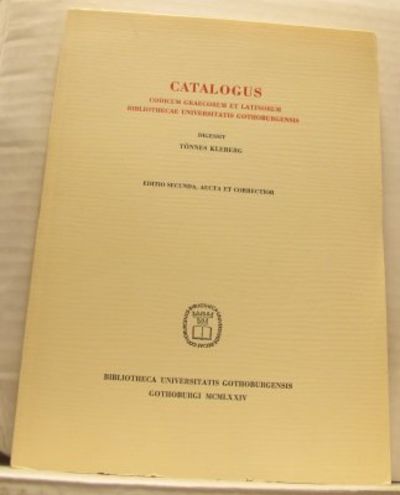 CATALOGUS
CODICUM GRAECORUM ET LATINORUM
BIBLIOTHECAE UNIVERSITATIS GOTHOBURGENSIS
DIGESSIT
TÖNNES KLEBERG
EDITIO SECUNDA, AUCTA ET CORRECTIOR
BIBLIOTHECA UNIVERSITATIS GOTHOBURGENSIS
GOTHOBURGI MCMLXXIV